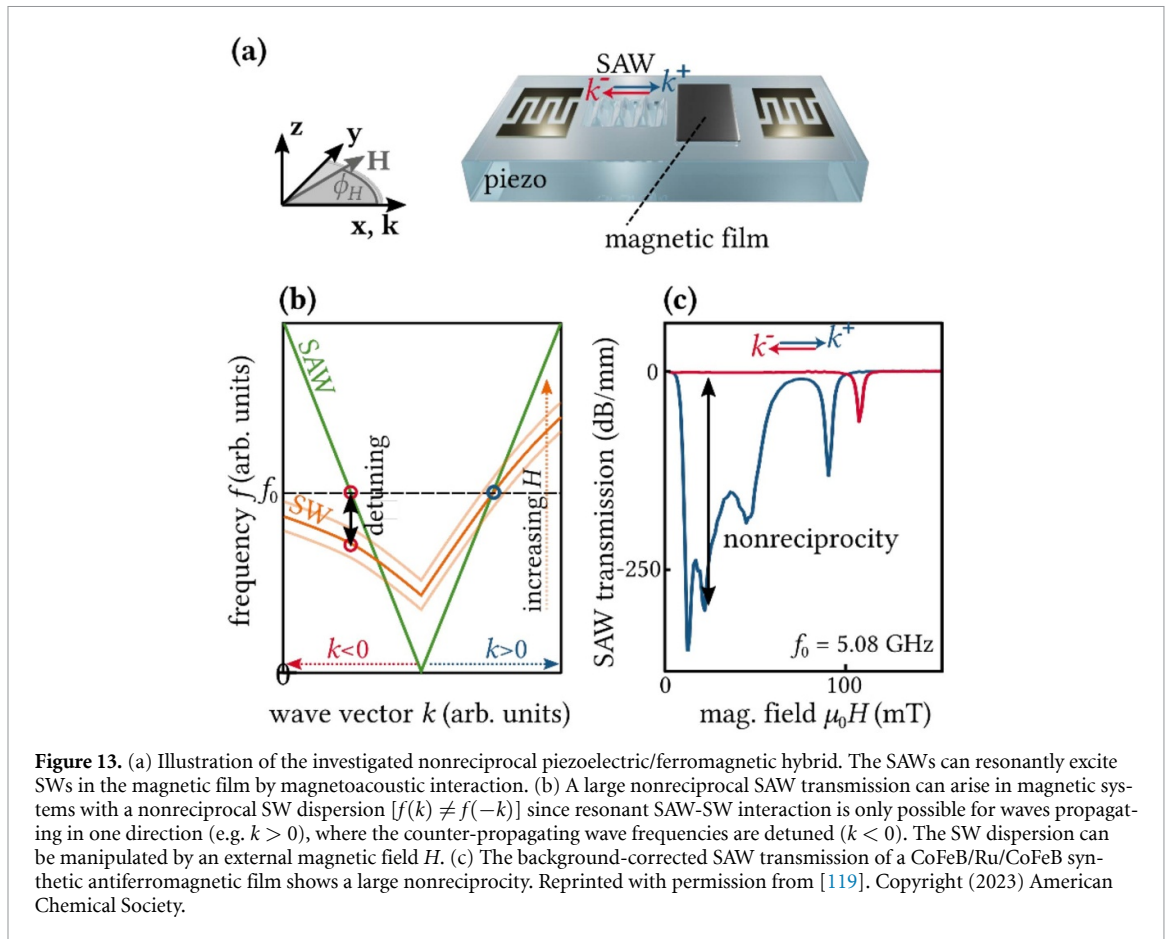 (a)
SAW
k⁻ k⁺
z
y
H
ϕ_H
x, k
piezo
magnetic film
(b)
frequency f (arb. units)
f₀
0
SAW
SW
detuning
increasing H
k<0 k>0
wave vector k (arb. units)
(c)
k⁻ k⁺
SAW transmission (dB/mm)
0
-250
nonreciprocity
f₀ = 5.08 GHz
0 100
mag. field μ₀H (mT)
Figure 13. (a) Illustration of the investigated nonreciprocal piezoelectric/ferromagnetic hybrid. The SAWs can resonantly excite
SWs in the magnetic film by magnetoacoustic interaction. (b) A large nonreciprocal SAW transmission can arise in magnetic sys-
tems with a nonreciprocal SW dispersion [f(k) ≠ f(−k)] since resonant SAW-SW interaction is only possible for waves propagat-
ing in one direction (e.g. k > 0), where the counter-propagating wave frequencies are detuned (k < 0). The SW dispersion can
be manipulated by an external magnetic field H. (c) The background-corrected SAW transmission of a CoFeB/Ru/CoFeB syn-
thetic antiferromagnetic film shows a large nonreciprocity. Reprinted with permission from [119]. Copyright (2023) American
Chemical Society.